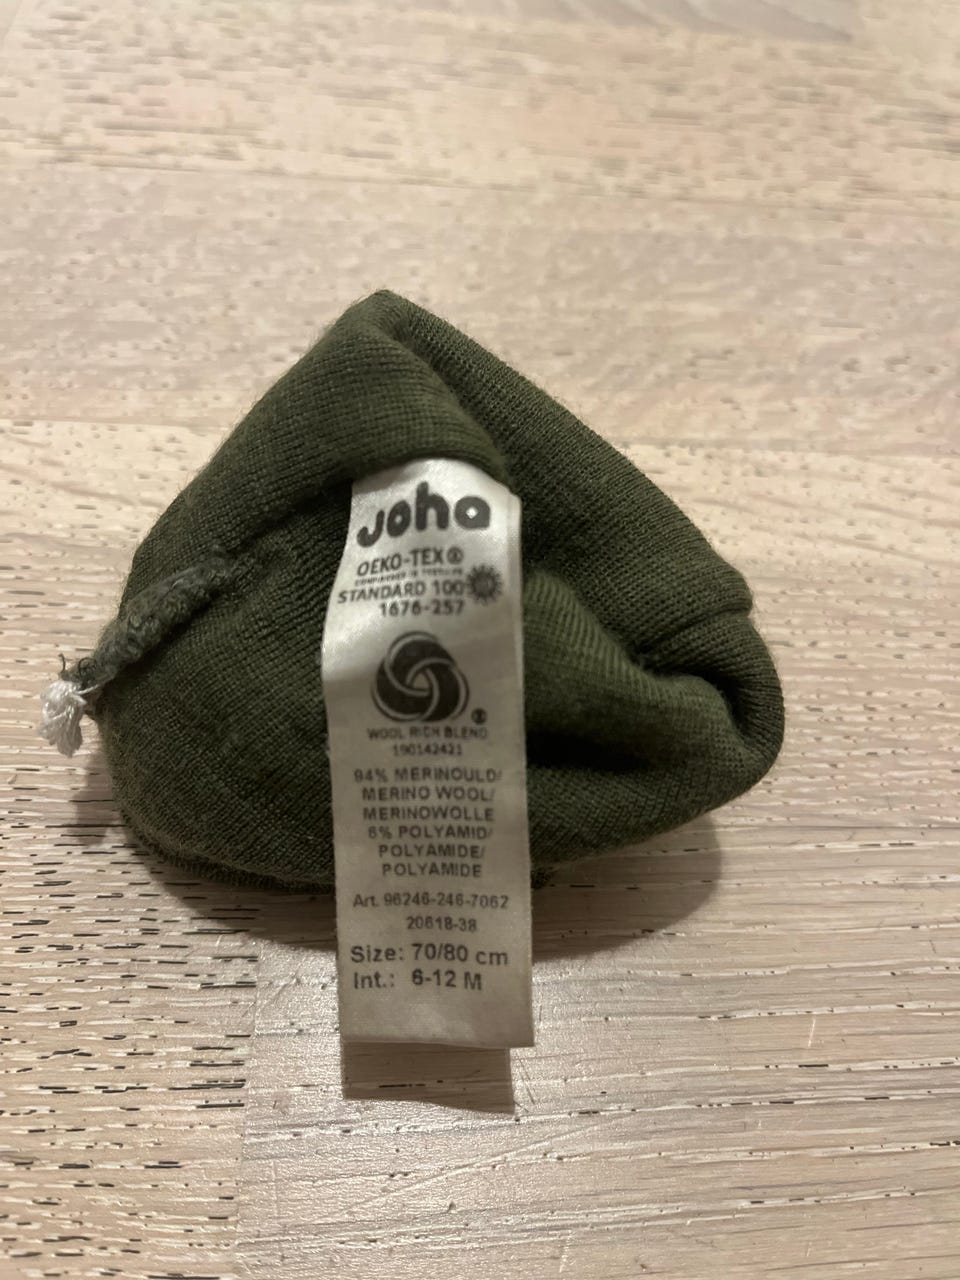 Joha
OEKO-TEX®
STANDARD 100
1676-257
®
WOOL RICH BLEND
190142421
94% MERINOULD/
MERINO WOOL/
MERINOWOLLE
6% POLYAMID/
POLYAMIDE/
POLYAMIDE
Art. 96246-246-7062
20618-38
Size: 70/80 cm
Int.: 6-12 M